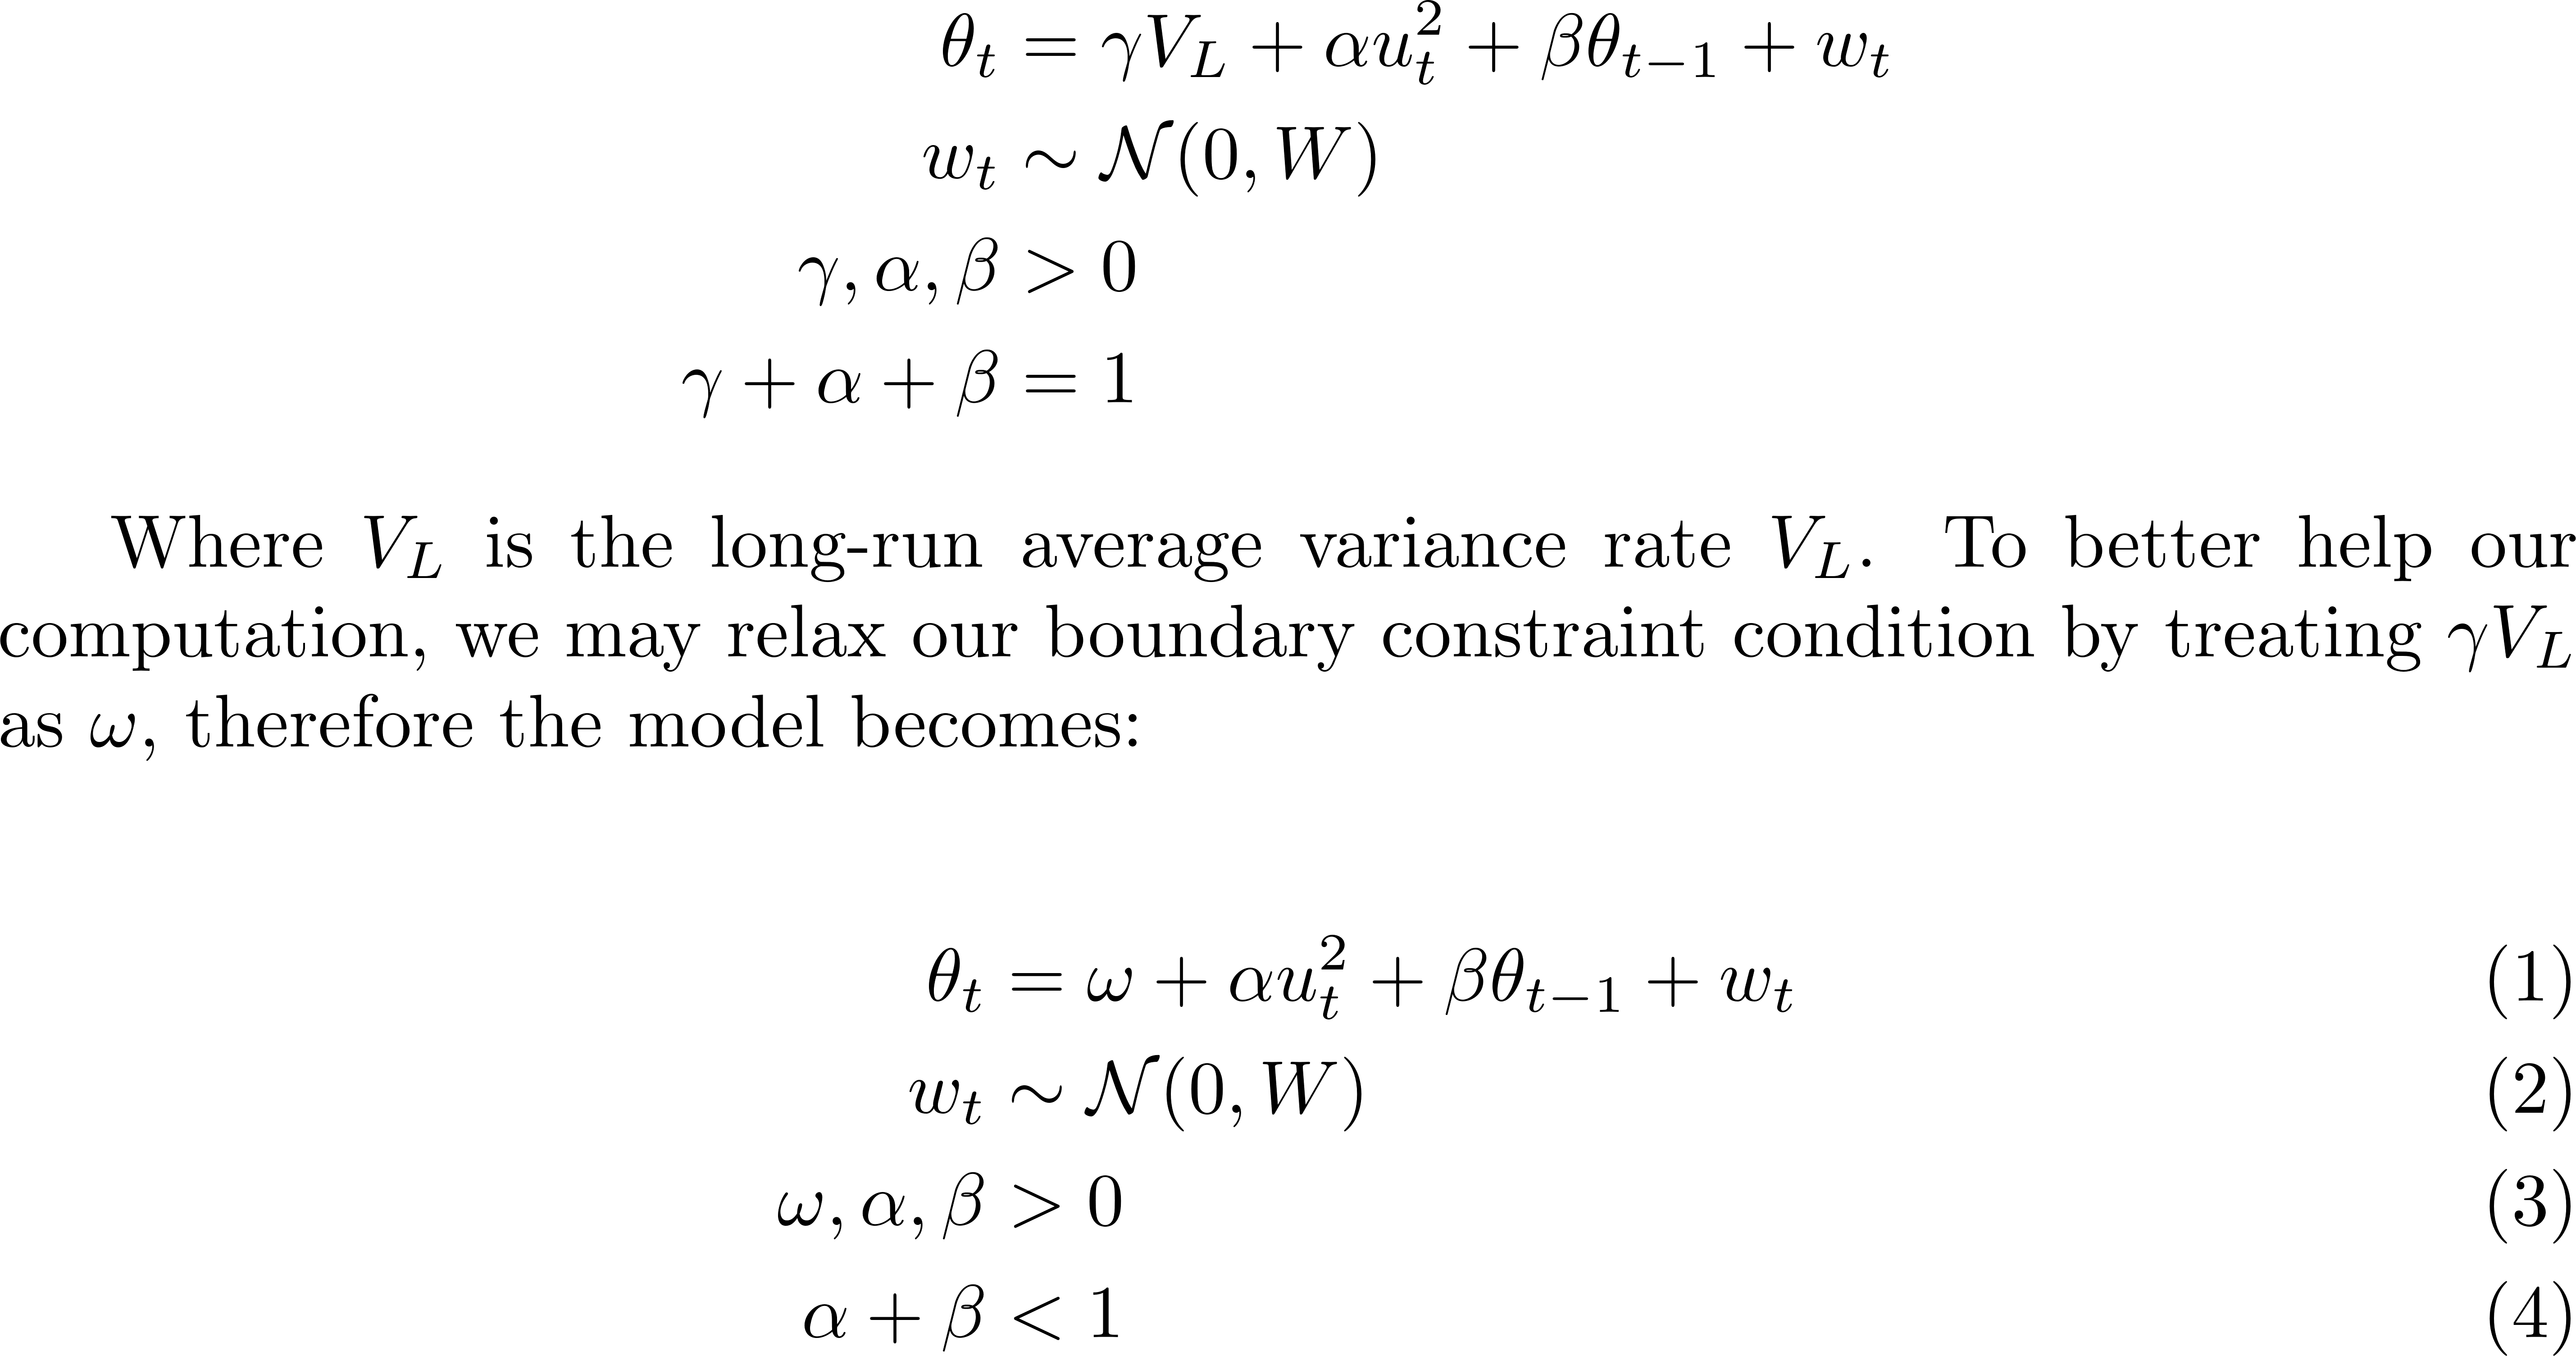 θ_t = γV_L + αu_t^2 + βθ_{t−1} + w_t
w_t ∼ 𝒩(0, W)
γ, α, β > 0
γ + α + β = 1
Where V_L is the long-run average variance rate V_L. To better help our
computation, we may relax our boundary constraint condition by treating γV_L
as ω, therefore the model becomes:
θ_t = ω + αu_t^2 + βθ_{t−1} + w_t (1)
w_t ∼ 𝒩(0, W) (2)
ω, α, β > 0 (3)
α + β < 1 (4)